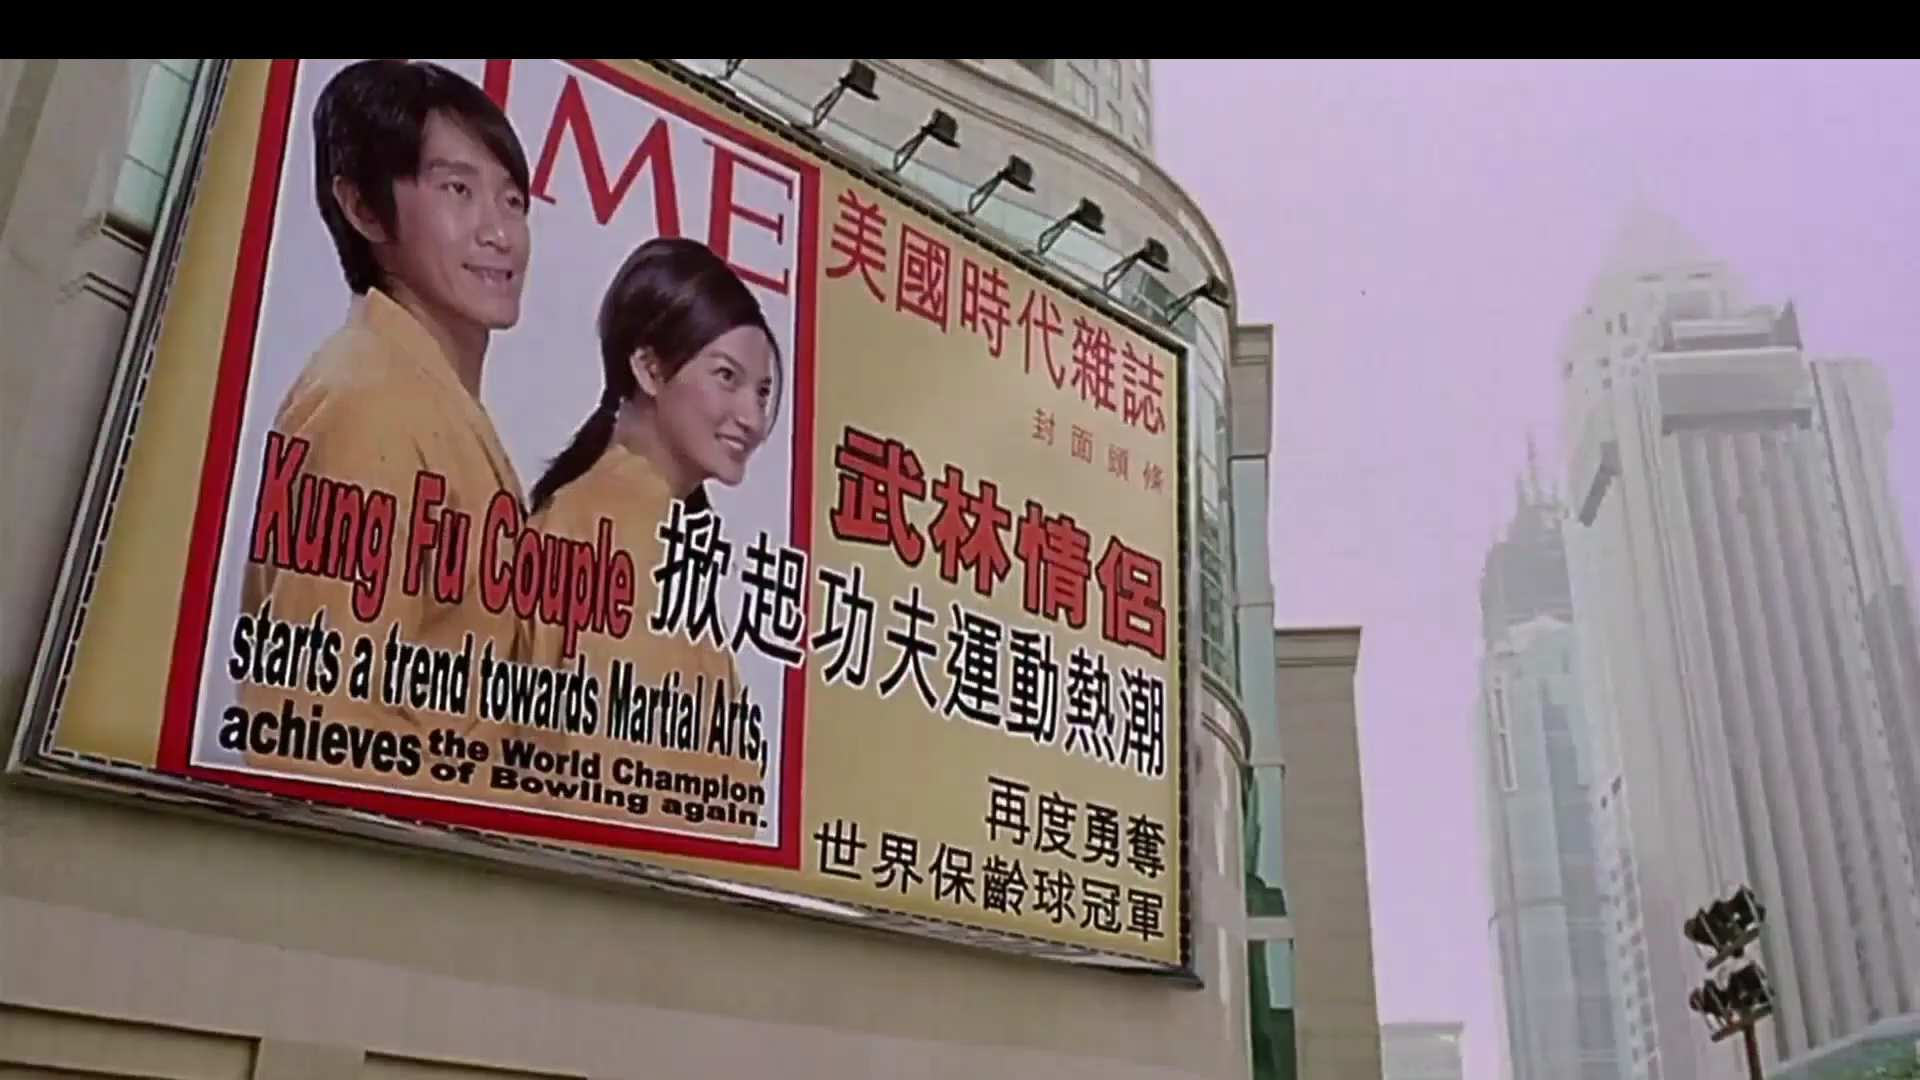 ME
美國時代雜誌
封面頭條
武林情侶
Kung Fu Couple 掀起功夫運動熱潮
starts a trend towards Martial Arts,
achieves the World Champion
of Bowling again.
再度勇奪
世界保齡球冠軍